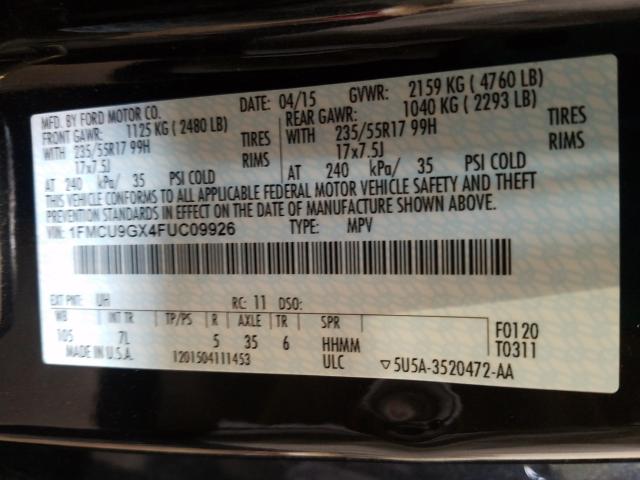 MFD. BY FORD MOTOR CO. DATE: 04/15 GVWR: 2159 KG ( 4760 LB)
FRONT GAWR: 1125 KG ( 2480 LB) REAR GAWR: 1040 KG ( 2293 LB)
WITH 235/55R17 99H TIRES WITH 235/55R17 99H TIRES
17x7.5J RIMS 17x7.5J RIMS
AT 240 kPa/ 35 PSI COLD AT 240 kPa/ 35 PSI COLD
THIS VEHICLE CONFORMS TO ALL APPLICABLE FEDERAL MOTOR VEHICLE SAFETY AND THEFT
PREVENTION STANDARDS IN EFFECT ON THE DATE OF MANUFACTURE SHOWN ABOVE.
VIN: 1FMCU9GX4FUC09926 TYPE: MPV
EXT PNT: UH RC: 11 DSO:
WB INT TR TP/PS R AXLE TR SPR F0120
105 7L 5 35 6 HHMM T0311
MADE IN U.S.A. 1201504111453 ULC ▽5U5A-3520472-AA